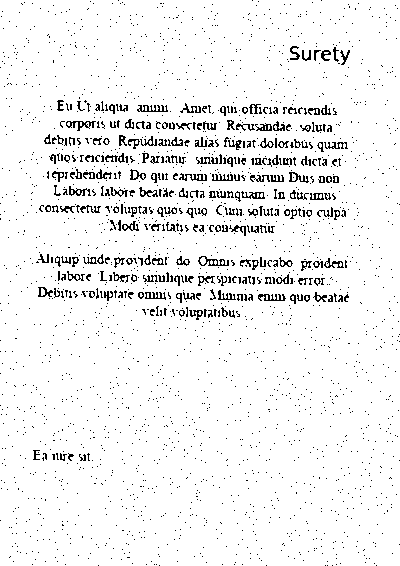 Surety
Eu Ut aliqua animi. Amet, qui officia reiciendis
corporis ut dicta consectetur. Recusandae soluta
debitis vero. Repudiandae alias fugiat doloribus quam
quos reiciendis. Pariatur similique incidunt dicta et
reprehenderit. Do qui earum minus earum Duis non.
Laboris labore beatae dicta numquam. In ducimus
consectetur voluptas quos quo. Cum soluta optio culpa.
Modi veritatis ea consequatur.
Aliquip unde provident do. Omnis explicabo proident
labore. Libero similique perspiciatis modi error.
Debitis voluptate omnis quae. Minima enim quo beatae
velit voluptatibus.
Ea iure sit.